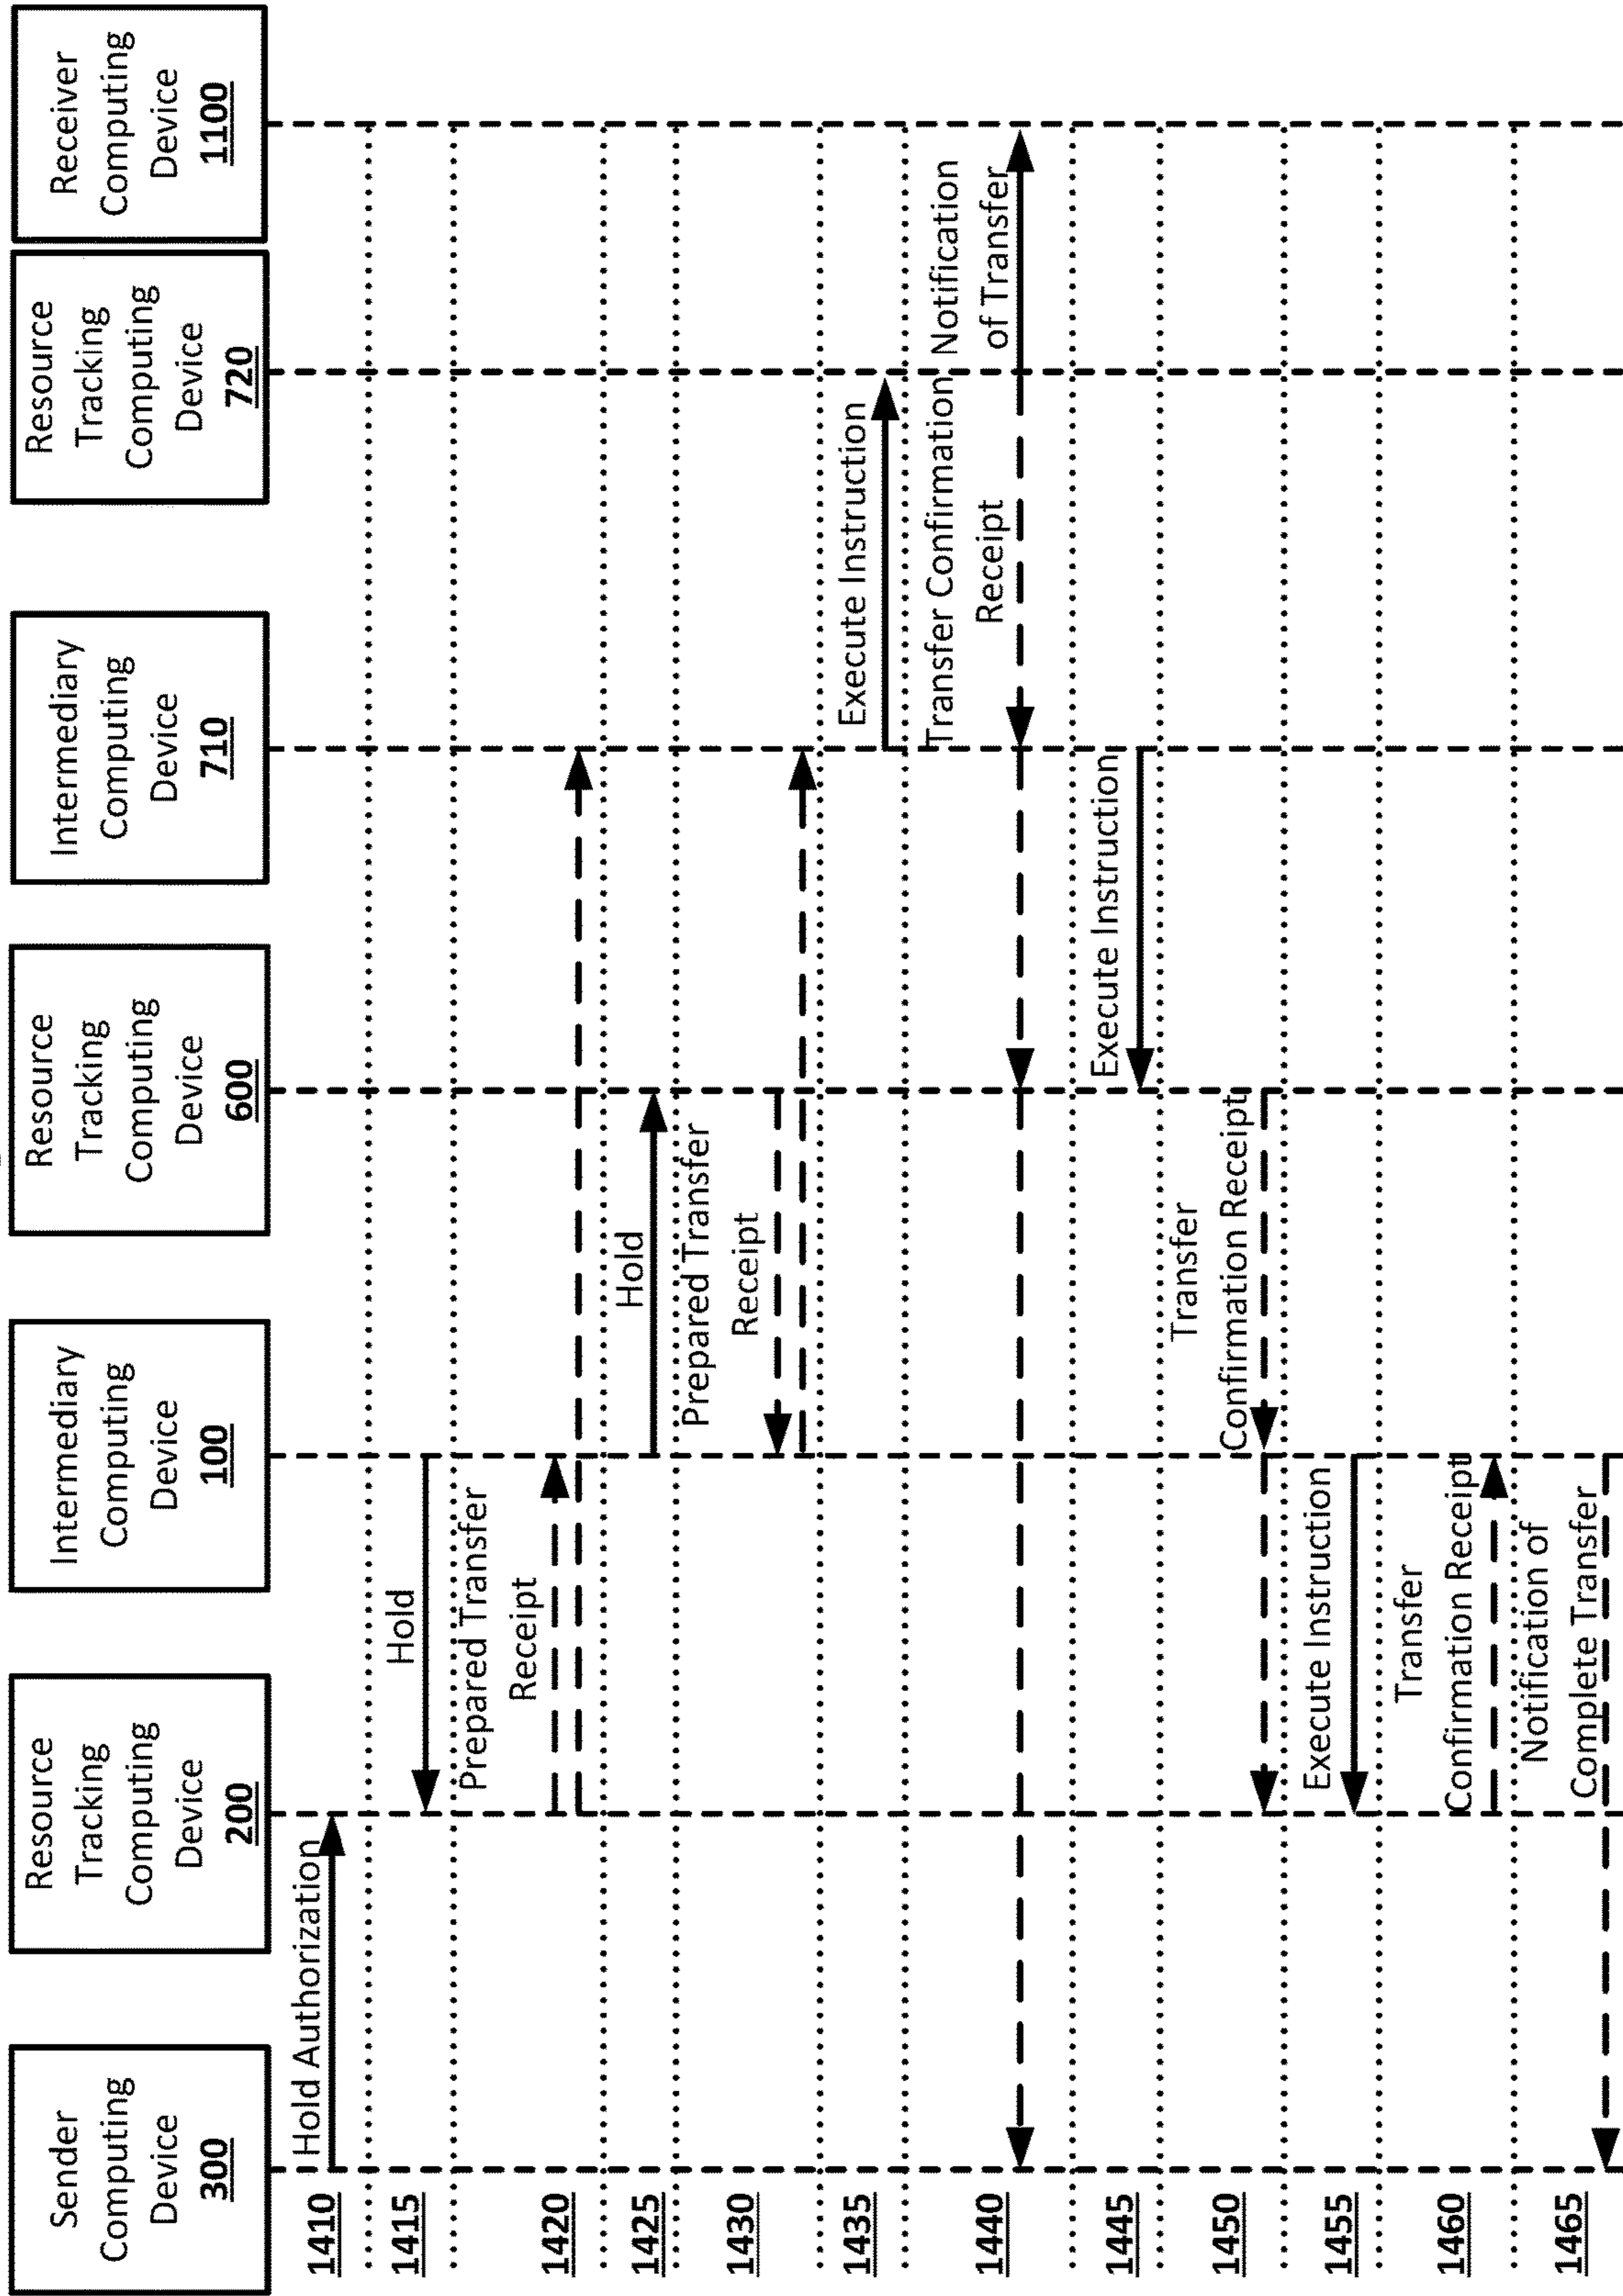 Sender
Computing
Device
300
Resource
Tracking
Computing
Device
200
Intermediary
Computing
Device
100
Resource
Tracking
Computing
Device
600
Intermediary
Computing
Device
710
Resource
Tracking
Computing
Device
720
Receiver
Computing
Device
1100
1410
Hold Authorization
1415
Hold
1420
Prepared Transfer
Receipt
1425
Hold
1430
Prepared Transfer
Receipt
1435
Execute Instruction
1440
Transfer Confirmation
Receipt
Notification
of Transfer
1445
Execute Instruction
1450
Transfer
Confirmation Receipt
1455
Execute Instruction
1460
Transfer
Confirmation Receipt
1465
Notification of
Complete Transfer